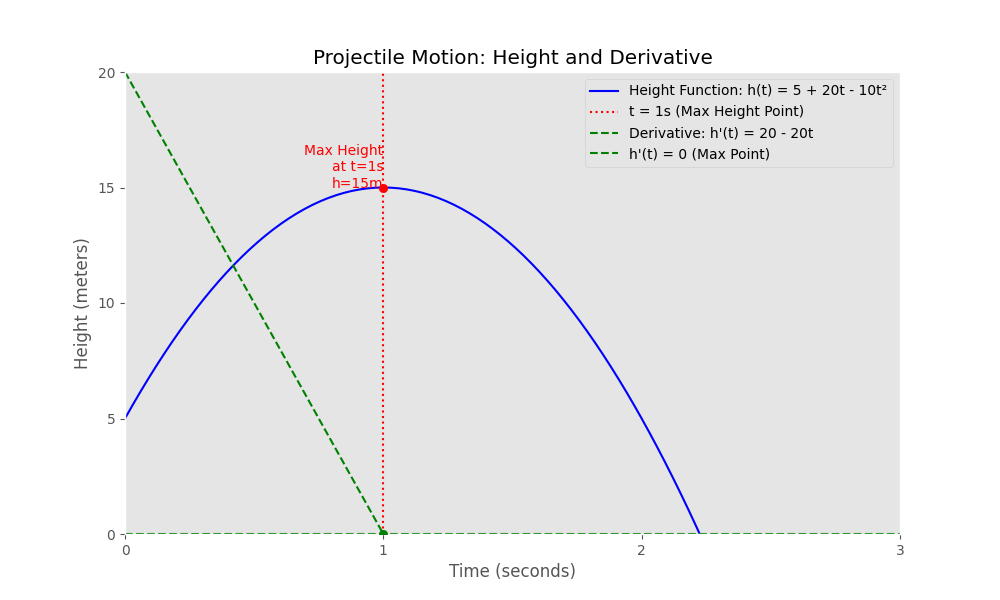 Projectile Motion: Height and Derivative
Height Function: h(t) = 5 + 20t - 10t²
t = 1s (Max Height Point)
Derivative: h'(t) = 20 - 20t
h'(t) = 0 (Max Point)
Max Height
at t=1s
h=15m
Height (meters)
20
15
10
5
0
0
1
2
3
Time (seconds)